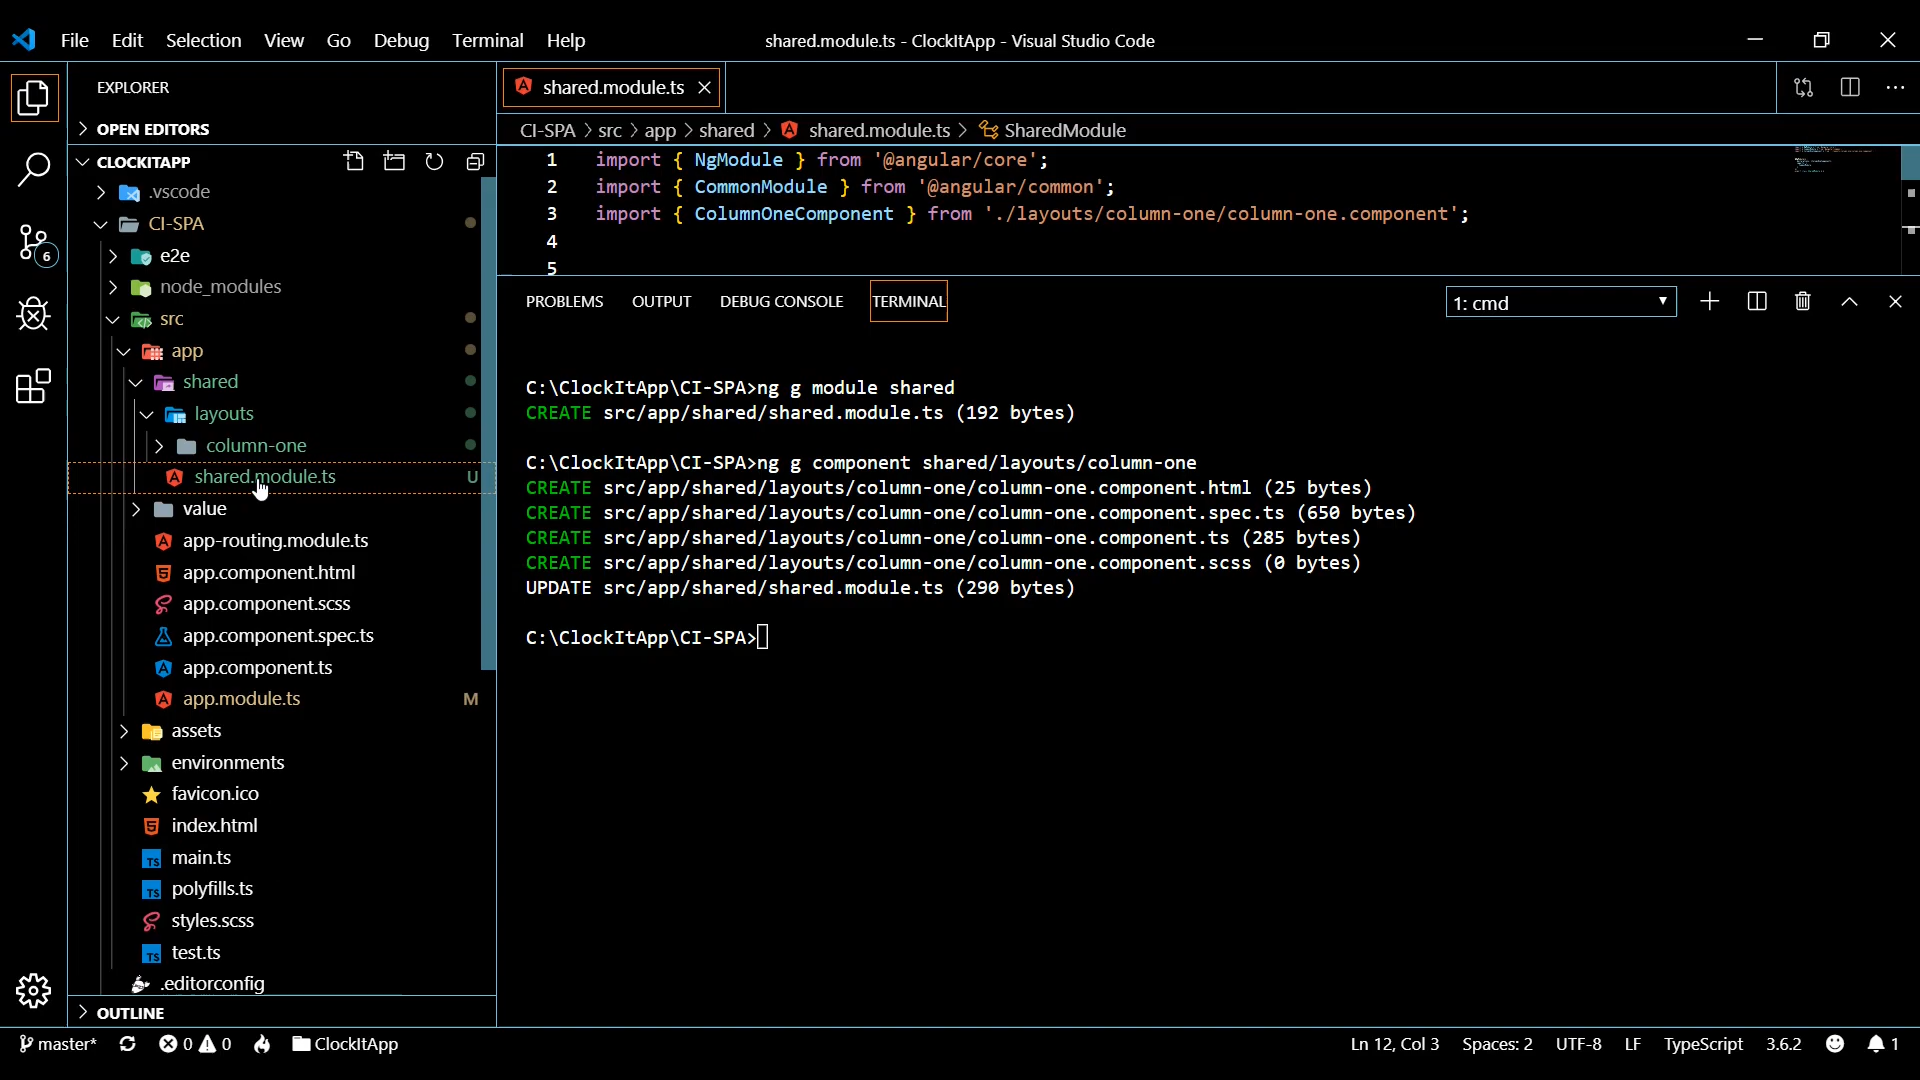 File Edit Selection View Go Debug Terminal Help
shared.module.ts - ClockItApp - Visual Studio Code
EXPLORER
OPEN EDITORS
CLOCKITAPP
.vscode
CI-SPA
e2e
node_modules
src
app
shared
layouts
column-one
shared.module.ts U
value
app-routing.module.ts
app.component.html
app.component.scss
app.component.spec.ts
app.component.ts
app.module.ts M
assets
environments
favicon.ico
index.html
main.ts
polyfills.ts
styles.scss
test.ts
.editorconfig
OUTLINE
6
shared.module.ts
CI-SPA > src > app > shared > shared.module.ts > SharedModule
1 import { NgModule } from '@angular/core';
2 import { CommonModule } from '@angular/common';
3 import { ColumnOneComponent } from './layouts/column-one/column-one.component';
4
5
PROBLEMS OUTPUT DEBUG CONSOLE TERMINAL
1: cmd
C:\ClockItApp\CI-SPA>ng g module shared
CREATE src/app/shared/shared.module.ts (192 bytes)
C:\ClockItApp\CI-SPA>ng g component shared/layouts/column-one
CREATE src/app/shared/layouts/column-one/column-one.component.html (25 bytes)
CREATE src/app/shared/layouts/column-one/column-one.component.spec.ts (650 bytes)
CREATE src/app/shared/layouts/column-one/column-one.component.ts (285 bytes)
CREATE src/app/shared/layouts/column-one/column-one.component.scss (0 bytes)
UPDATE src/app/shared/shared.module.ts (290 bytes)
C:\ClockItApp\CI-SPA>
master* 0 0 ClockItApp
Ln 12, Col 3 Spaces: 2 UTF-8 LF TypeScript 3.6.2 1